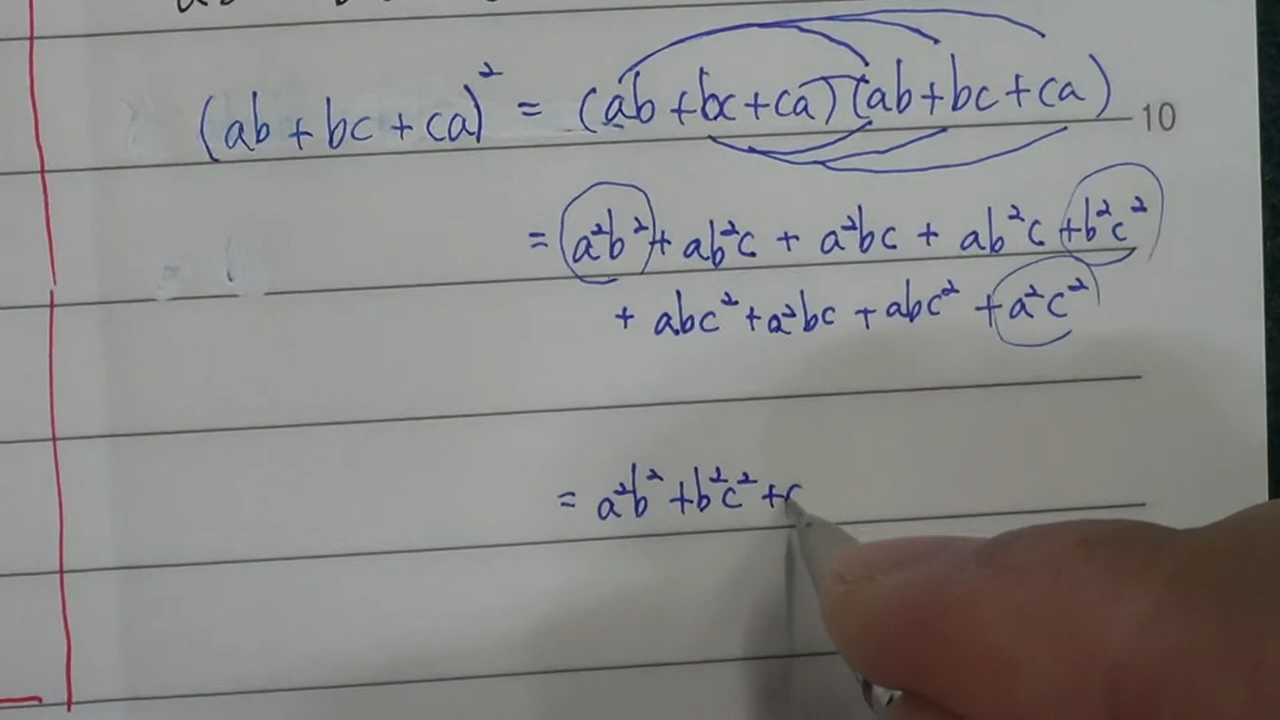 (ab+bc+ca)² = (ab+bc+ca)(ab+bc+ca)
10
= a²b² + ab²c + a²bc + ab²c + b²c²
+ abc² + a²bc + abc² + a²c²
= a²b² + b²c² +